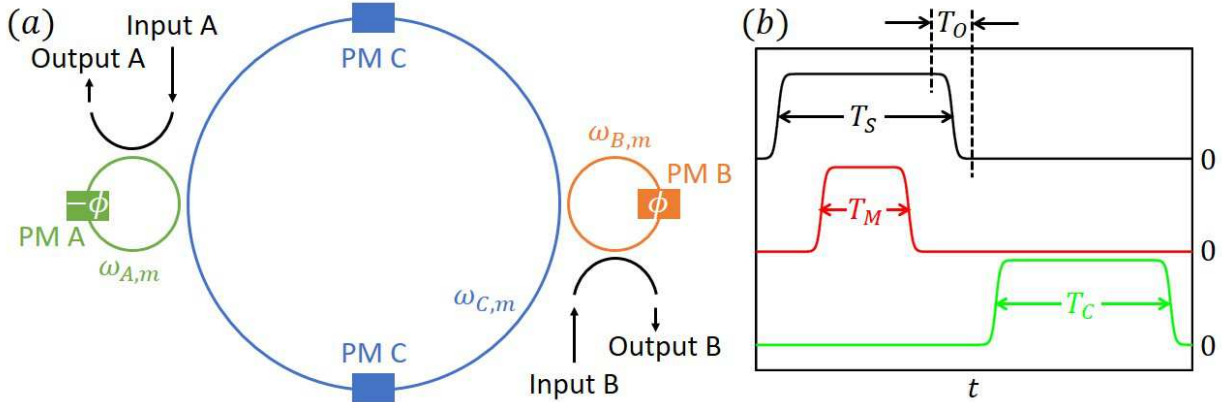 (a)
Input A
Output A
PM C
−ϕ
PM A
ω_{A,m}
ω_{C,m}
PM C
ω_{B,m}
PM B
ϕ
Output B
Input B
(b)
T_O
T_S
0
T_M
0
T_C
0
t